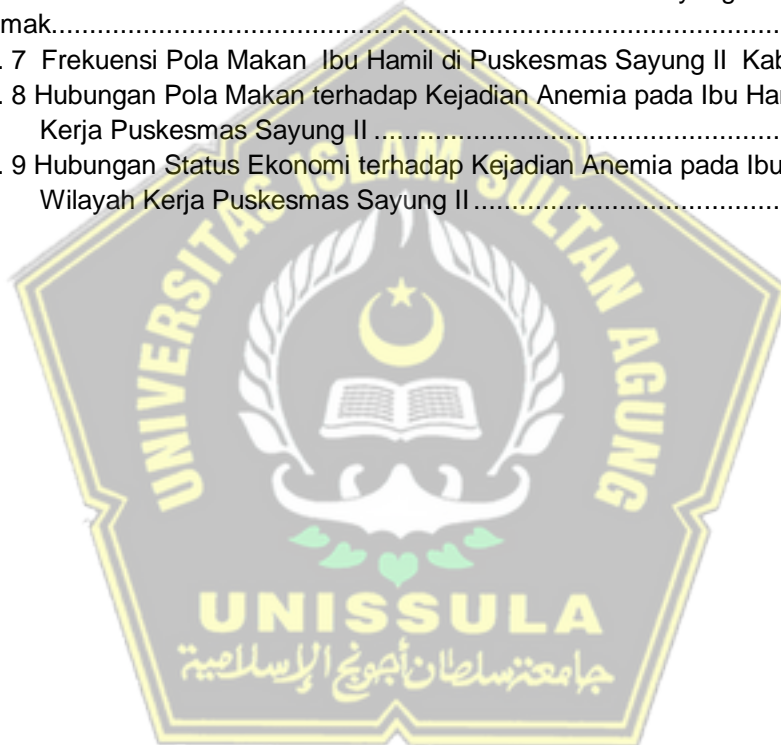 mak....................................................................................
. 7 Frekuensi Pola Makan Ibu Hamil di Puskesmas Sayung II Kab
. 8 Hubungan Pola Makan terhadap Kejadian Anemia pada Ibu Ha
Kerja Puskesmas Sayung II ................................................
. 9 Hubungan Status Ekonomi terhadap Kejadian Anemia pada Ibu
Wilayah Kerja Puskesmas Sayung II ....................................
UNIVERSITAS ISLAM SULTAN AGUNG
UNISSULA
جامعة سلطان أجونج الإسلامية